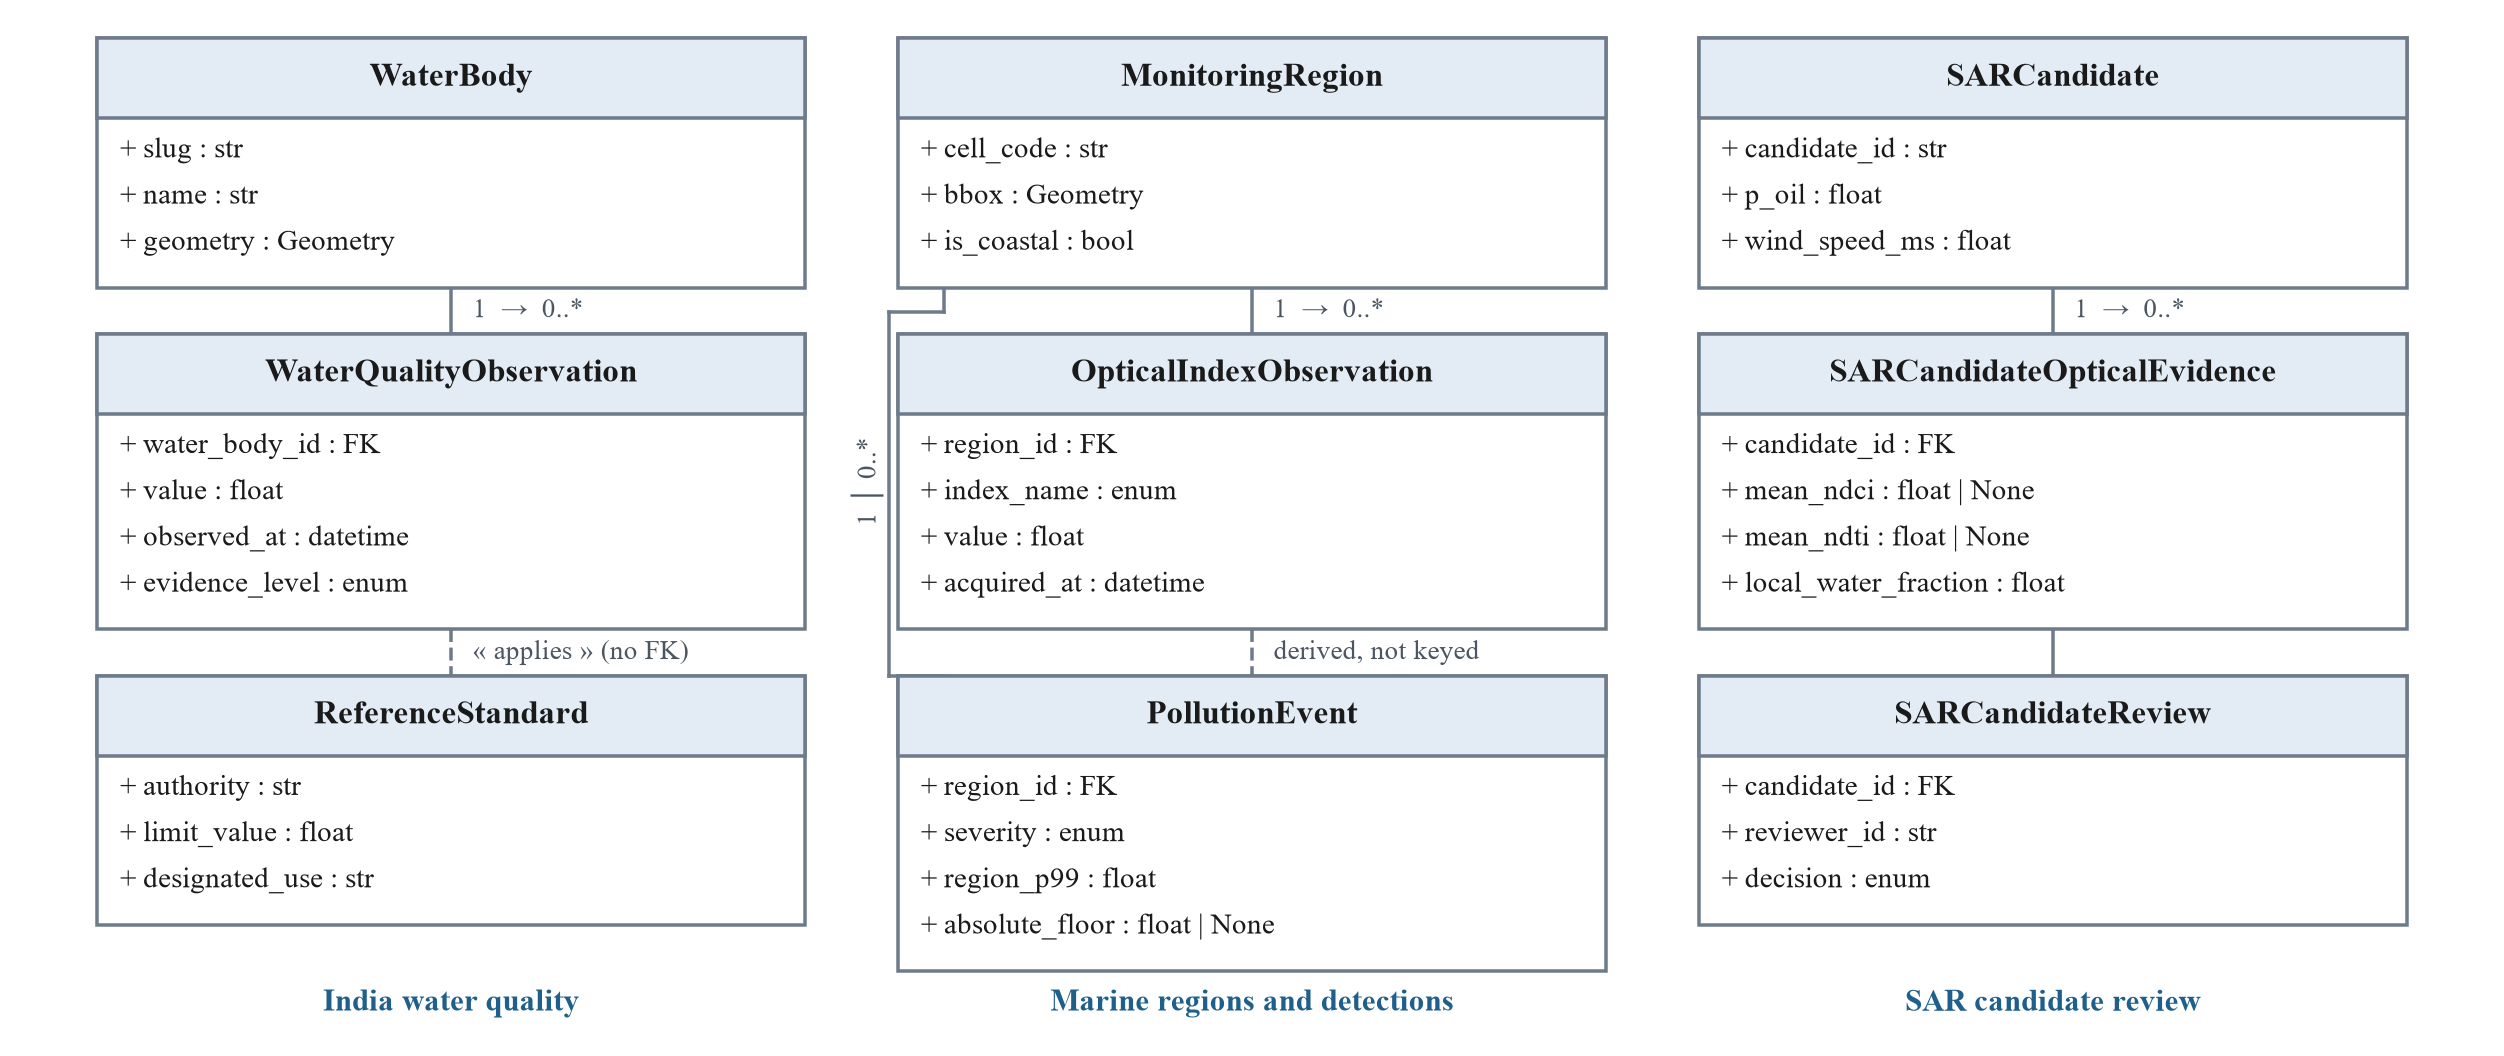 WaterBody
+ slug : str
+ name : str
+ geometry : Geometry
1 → 0..*
WaterQualityObservation
+ water_body_id : FK
+ value : float
+ observed_at : datetime
+ evidence_level : enum
« applies » (no FK)
ReferenceStandard
+ authority : str
+ limit_value : float
+ designated_use : str
India water quality
MonitoringRegion
+ cell_code : str
+ bbox : Geometry
+ is_coastal : bool
1 → 0..*
1 | 0..*
OpticalIndexObservation
+ region_id : FK
+ index_name : enum
+ value : float
+ acquired_at : datetime
derived, not keyed
PollutionEvent
+ region_id : FK
+ severity : enum
+ region_p99 : float
+ absolute_floor : float | None
Marine regions and detections
SARCandidate
+ candidate_id : str
+ p_oil : float
+ wind_speed_ms : float
1 → 0..*
SARCandidateOpticalEvidence
+ candidate_id : FK
+ mean_ndci : float | None
+ mean_ndti : float | None
+ local_water_fraction : float
SARCandidateReview
+ candidate_id : FK
+ reviewer_id : str
+ decision : enum
SAR candidate review